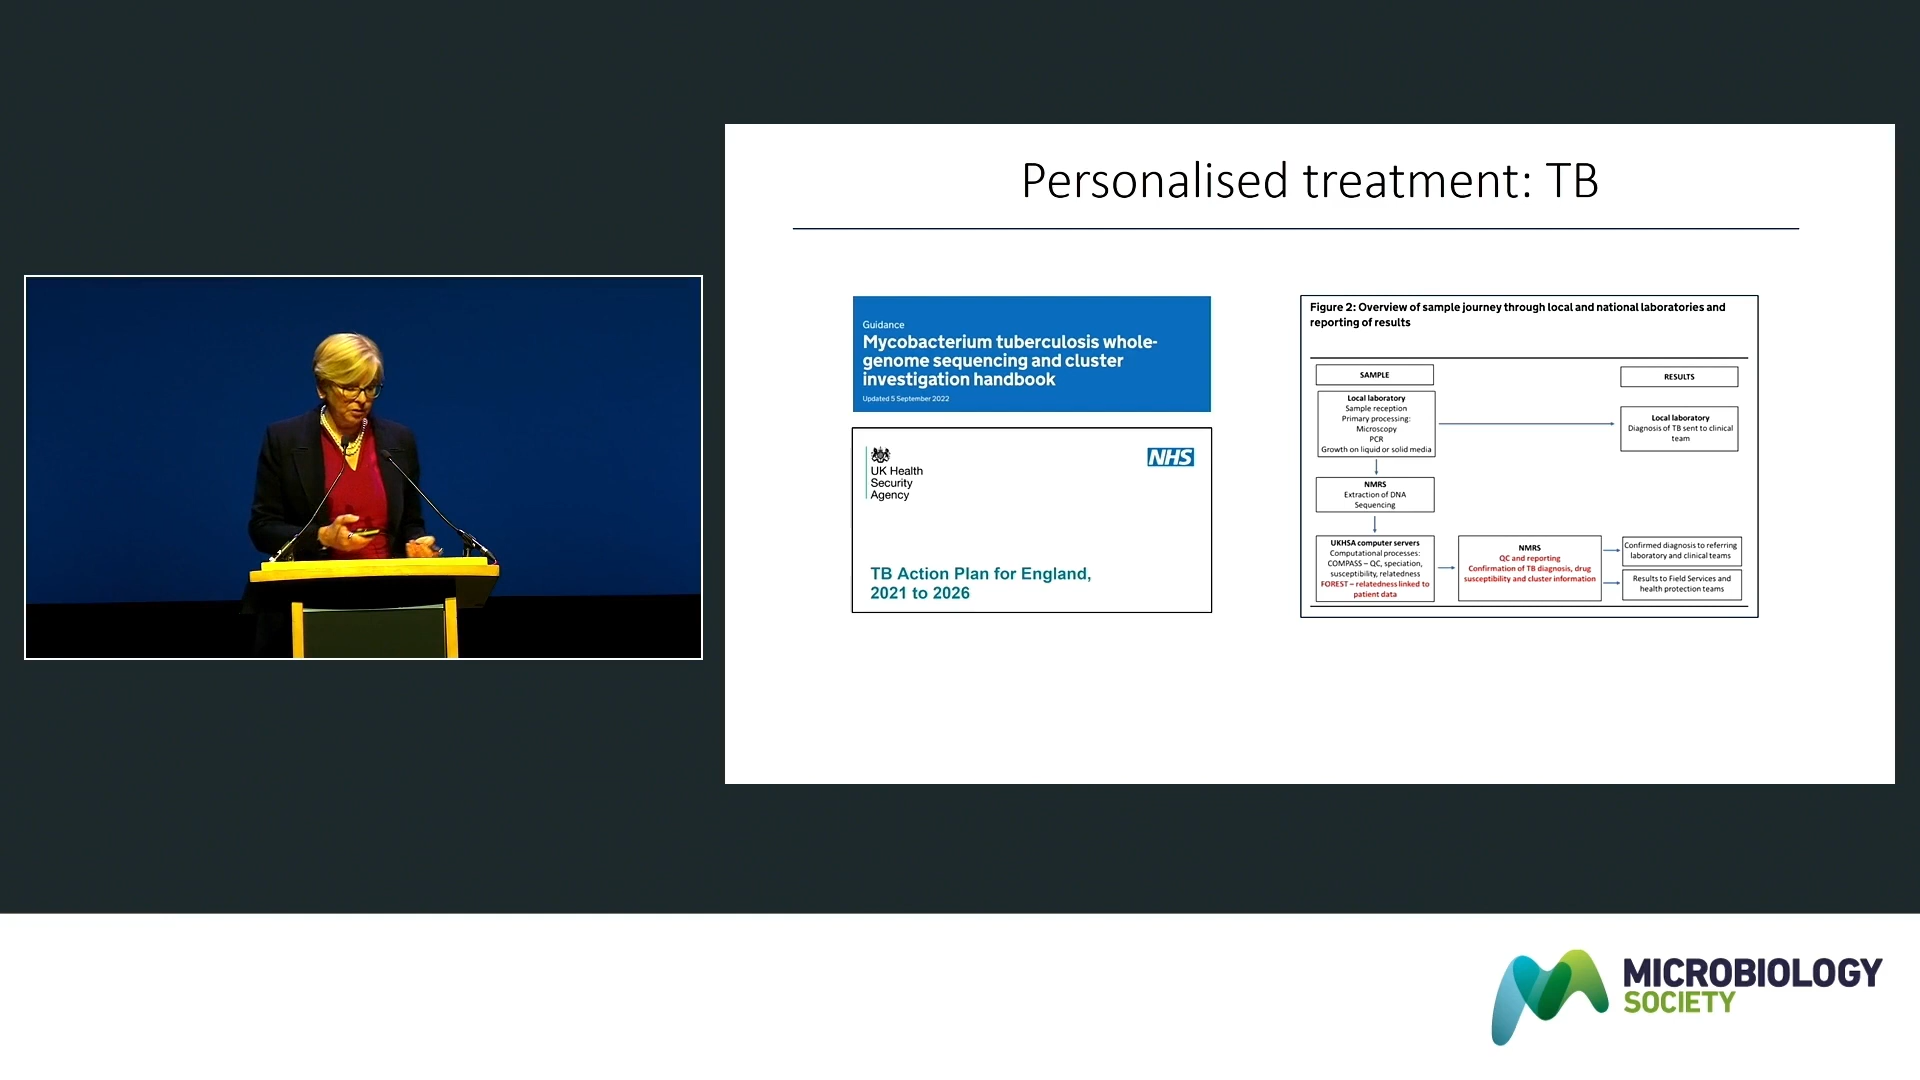 Personalised treatment: TB
Guidance
Mycobacterium tuberculosis whole-
genome sequencing and cluster
investigation handbook
Updated 5 September 2022
UK Health
Security
Agency
NHS
TB Action Plan for England,
2021 to 2026
Figure 2: Overview of sample journey through local and national laboratories and
reporting of results
SAMPLE
RESULTS
Local laboratory
Sample reception
Primary processing:
Microscopy
PCR
Growth on liquid or solid media
Local laboratory
Diagnosis of TB sent to clinical
team
NMRS
Extraction of DNA
Sequencing
UKHSA computer servers
Computational processes:
COMPASS – QC, speciation,
susceptibility, relatedness
FOREST – relatedness linked to
patient data
NMRS
QC and reporting
Confirmation of TB diagnosis, drug
susceptibility and cluster information
Confirmed diagnosis to referring
laboratory and clinical teams
Results to Field Services and
health protection teams
MICROBIOLOGY
SOCIETY